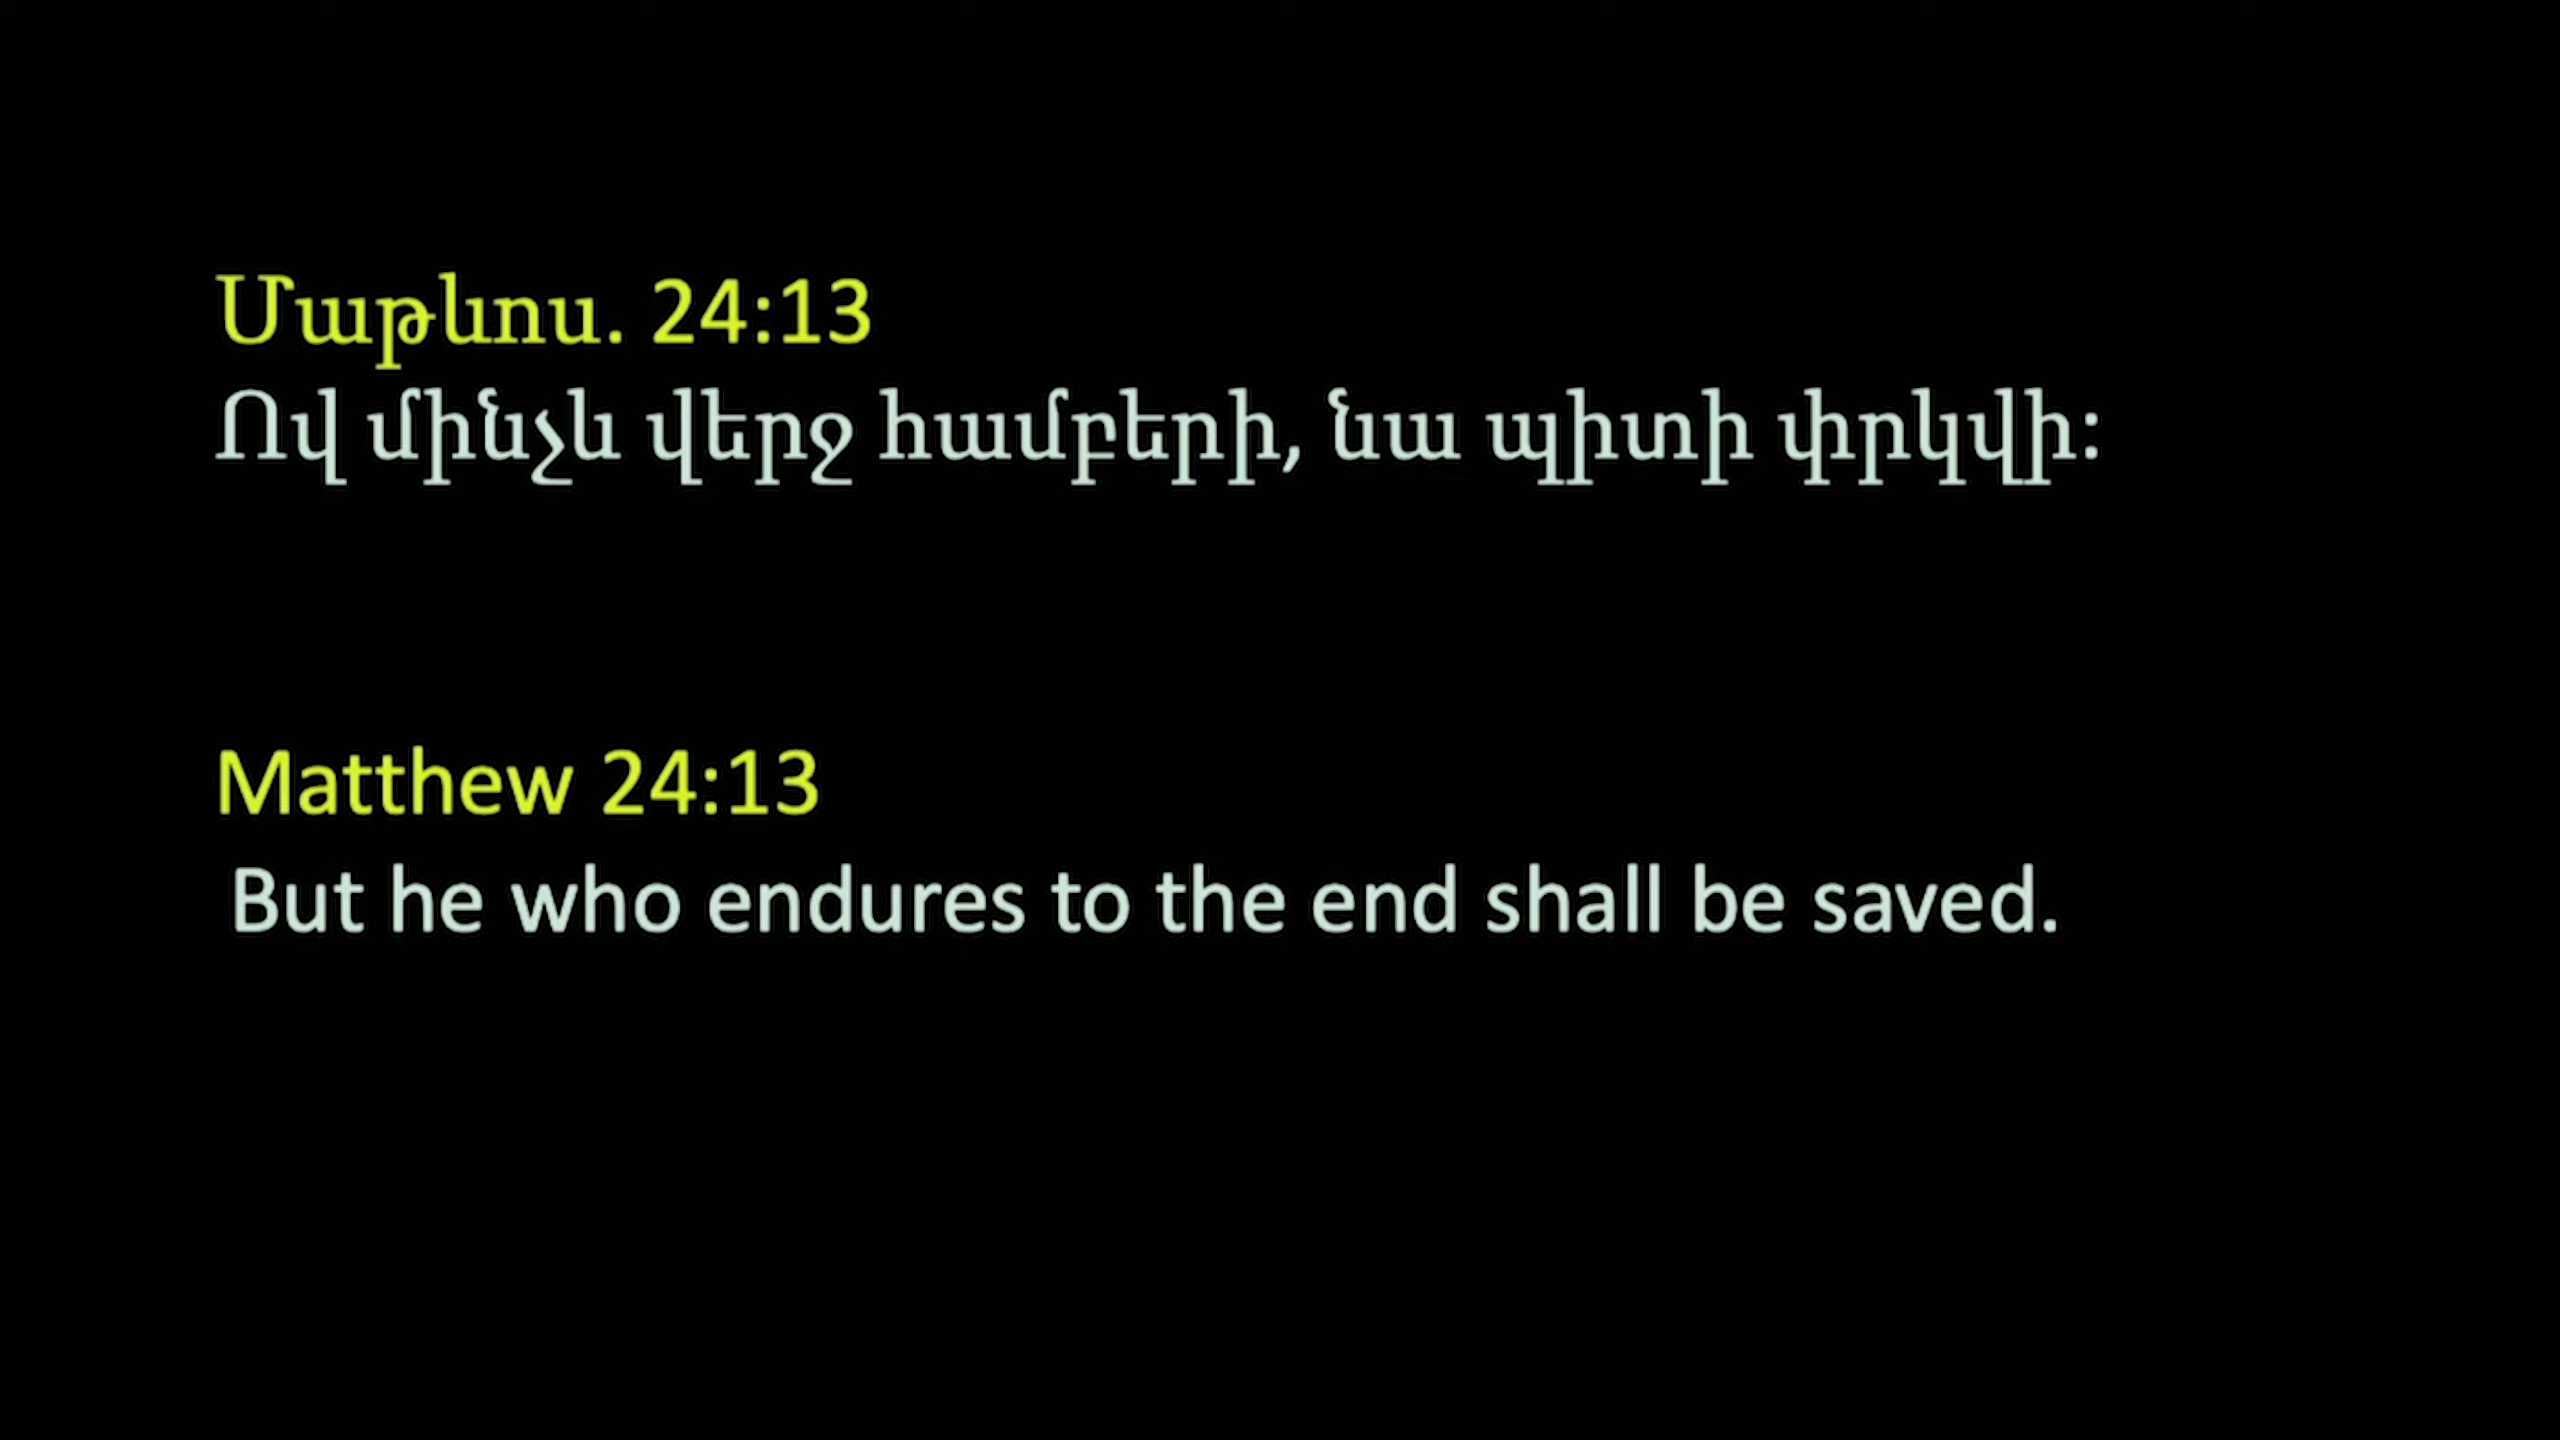 Մաթևոս. 24:13
Ով մինչև վերջ համբերի, նա պիտի փրկվի:
Matthew 24:13
But he who endures to the end shall be saved.